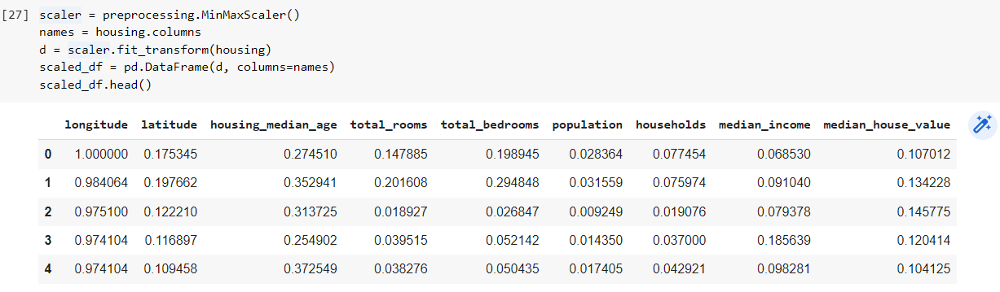 [27] scaler = preprocessing.MinMaxScaler()
names = housing.columns
d = scaler.fit_transform(housing)
scaled_df = pd.DataFrame(d, columns=names)
scaled_df.head()
longitude latitude housing_median_age total_rooms total_bedrooms population households median_income median_house_value
0 1.000000 0.175345 0.274510 0.147885 0.198945 0.028364 0.077454 0.068530 0.107012
1 0.984064 0.197662 0.352941 0.201608 0.294848 0.031559 0.075974 0.091040 0.134228
2 0.975100 0.122210 0.313725 0.018927 0.026847 0.009249 0.019076 0.079378 0.145775
3 0.974104 0.116897 0.254902 0.039515 0.052142 0.014350 0.037000 0.185639 0.120414
4 0.974104 0.109458 0.372549 0.038276 0.050435 0.017405 0.042921 0.098281 0.104125